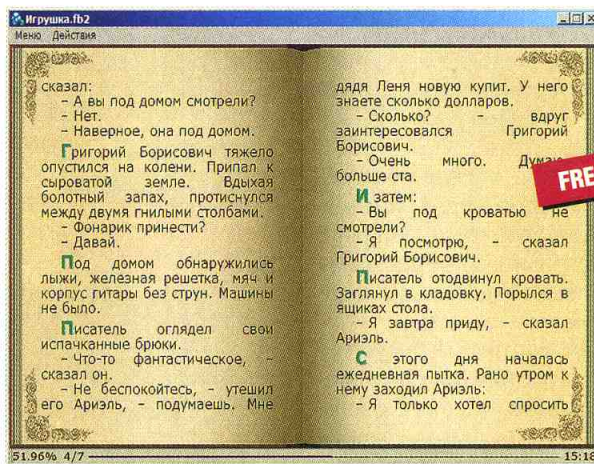 Игрушка.fb2
Меню Действия
сказал:
– А вы под домом смотрели?
– Нет.
– Наверное, она под домом.
Григорий Борисович тяжело
опустился на колени. Припал к
сыроватой земле. Вдыхая
болотный запах, протиснулся
между двумя гнилыми столбами.
– Фонарик принести?
– Давай.
Под домом обнаружились
лыжи, железная решетка, мяч и
корпус гитары без струн. Машины
не было.
Писатель оглядел свои
испачканные брюки.
– Что-то фантастическое, –
сказал он.
– Не беспокойтесь, – утешил
его Ариэль, – подумаешь. Мне
дядя Леня новую купит. У него
знаете сколько долларов.
– Сколько? – вдруг
заинтересовался Григорий
Борисович.
– Очень много. Думаю,
больше ста.
И затем:
– Вы под кроватью не
смотрели?
– Я посмотрю, – сказал
Григорий Борисович.
Писатель отодвинул кровать.
Заглянул в кладовку. Порылся в
ящиках стола.
– Я завтра приду, – сказал
Ариэль.
С этого дня началась
ежедневная пытка. Рано утром к
нему заходил Ариэль:
– Я только хотел спросить
51.96% 4/7
15:18
FRE